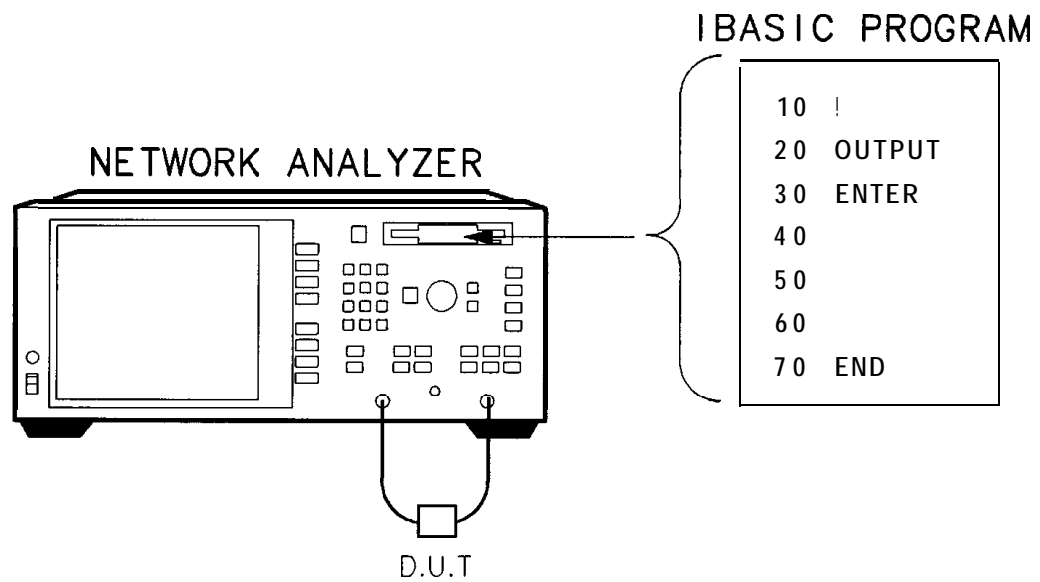 IBASIC PROGRAM
10 !
20 OUTPUT
30 ENTER
40
50
60
70 END
NETWORK ANALYZER
D.U.T